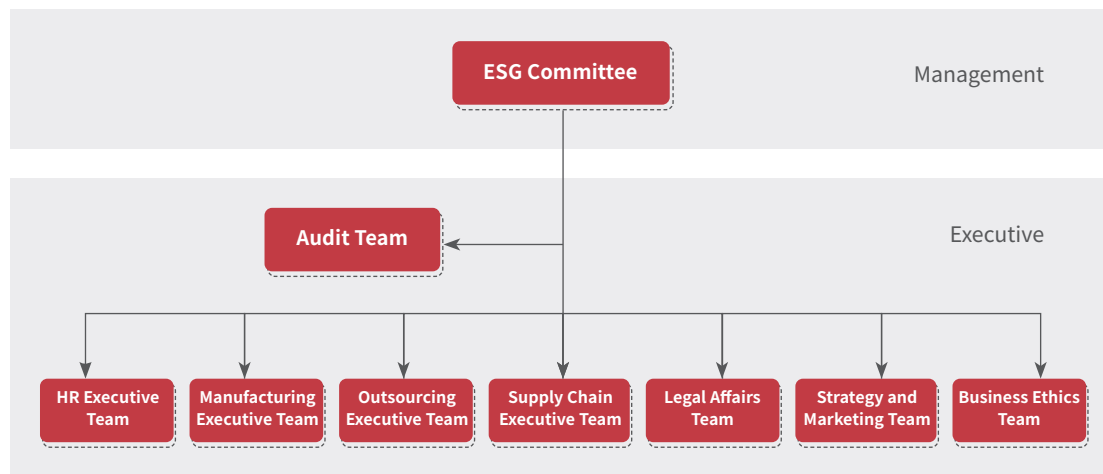 ESG Committee
Management
Audit Team
Executive
HR Executive
Team
Manufacturing
Executive Team
Outsourcing
Executive Team
Supply Chain
Executive Team
Legal Affairs
Team
Strategy and
Marketing Team
Business Ethics
Team